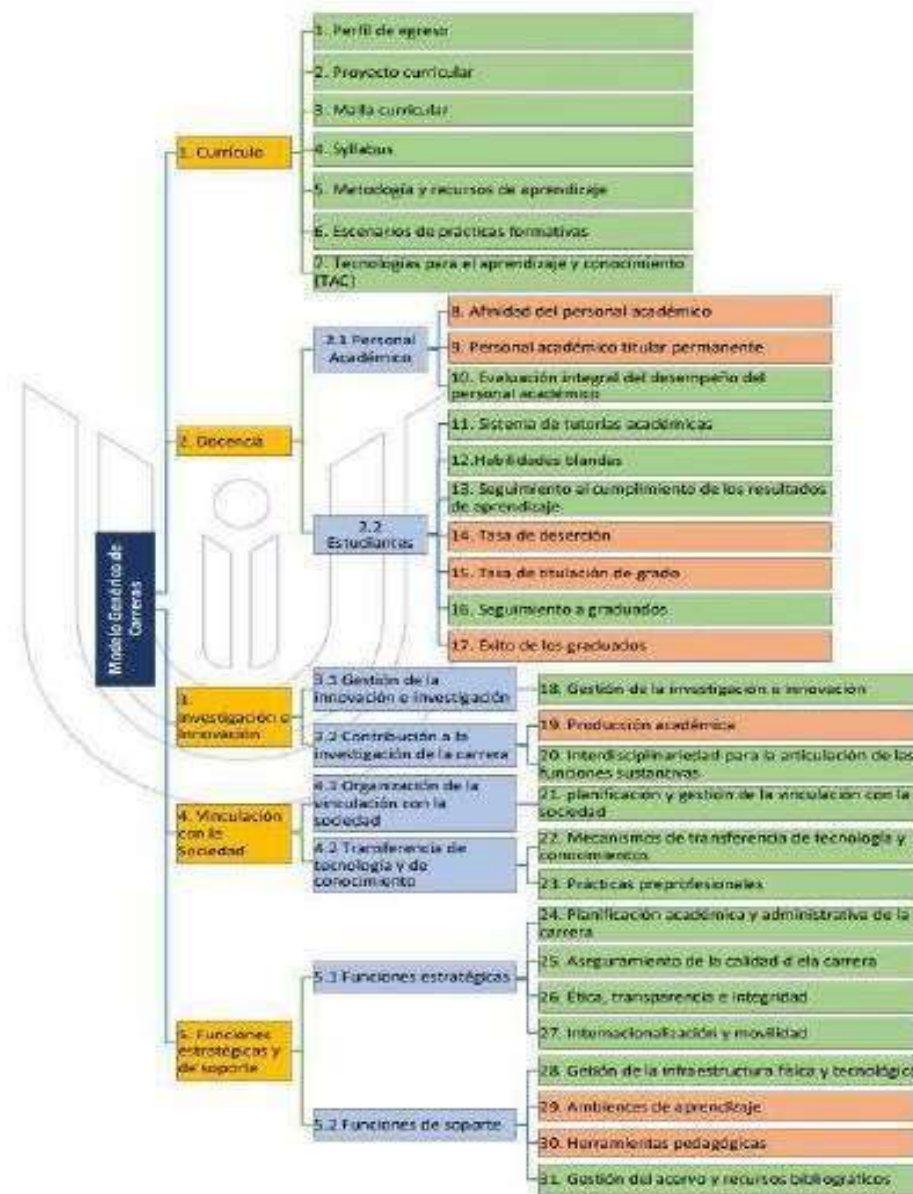 Modelo Genérico de
Carreras
1. Currículo
1. Perfil de egreso
2. Proyecto curricular
3. Malla curricular
4. Syllabus
5. Metodogía y recursos de aprendizaje
6. Escenarios de prácticas formativas
7. Tecnologías para el aprendizaje y conocimiento
(TAC)
2. Docencia
2.1 Personal
Académico
8. Afinidad del personal académico
9. Personal académico titular permanente
10. Evaluación integral del desempeño del
personal académico
2.2
Estudiantes
11. Sistema de tutorías académicas
12.Habilidades blandas
13. Seguimiento al cumplimiento de los resultados
de aprendizaje
14. Tasa de deserción
15. Tasa de titulación de grado
16. Seguimiento a graduados
17. Éxito de los graduados
3.
Investigación e
innovación
3.1 Gestión de la
innovación e investigación
18. Gestión de la investigación e innovación
3.2 Contribución a la
investigación de la carrera
19. Producción académica
20. Interdisciplinariedad para la articulación de las
funciones sustantivas
4. Vinculación
con la
Sociedad
4.1 Organización de la
vinculación con la
sociedad
21. planificación y gestión de la vinculación con la
sociedad
4.2 Transferencia de
tecnología y de
conocimiento
22. Mecanismos de transferencia de tecnología y
conocimientos
23. Prácticas preprofesionales
5. Funciones
estratégicas y
de soporte
5.1 Funciones estratégicas
24. Planificación académica y administrativa de la
carrera
25. Aseguramiento de la calidad d ela carrera
26. Ética, transparencia e integridad
27. Internacionalización y movilidad
5.2 Funciones de soporte
28. Getión de la infraestructura física y tecnológica
29. Ambientes de aprendizaje
30. Herramientas pedagógicas
31. Gestión del acervo y recursos bibliográficos